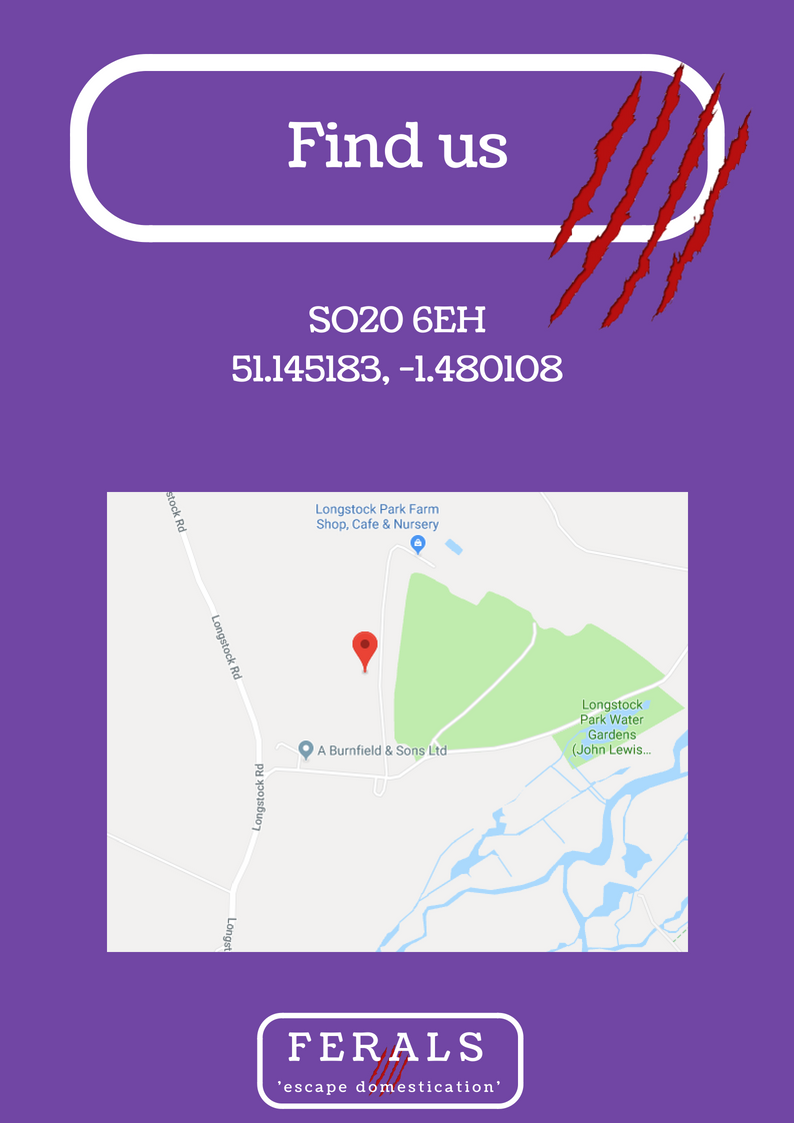 Find us
SO20 6EH
51.145183, -1.480108
stock Rd
Longstock Park Farm
Shop, Cafe & Nursery
Longstock Rd
Longstock
Park Water
Gardens
(John Lewis...
A Burnfield & Sons Ltd
Longstock Rd
Longst
FERALS
'escape domestication'